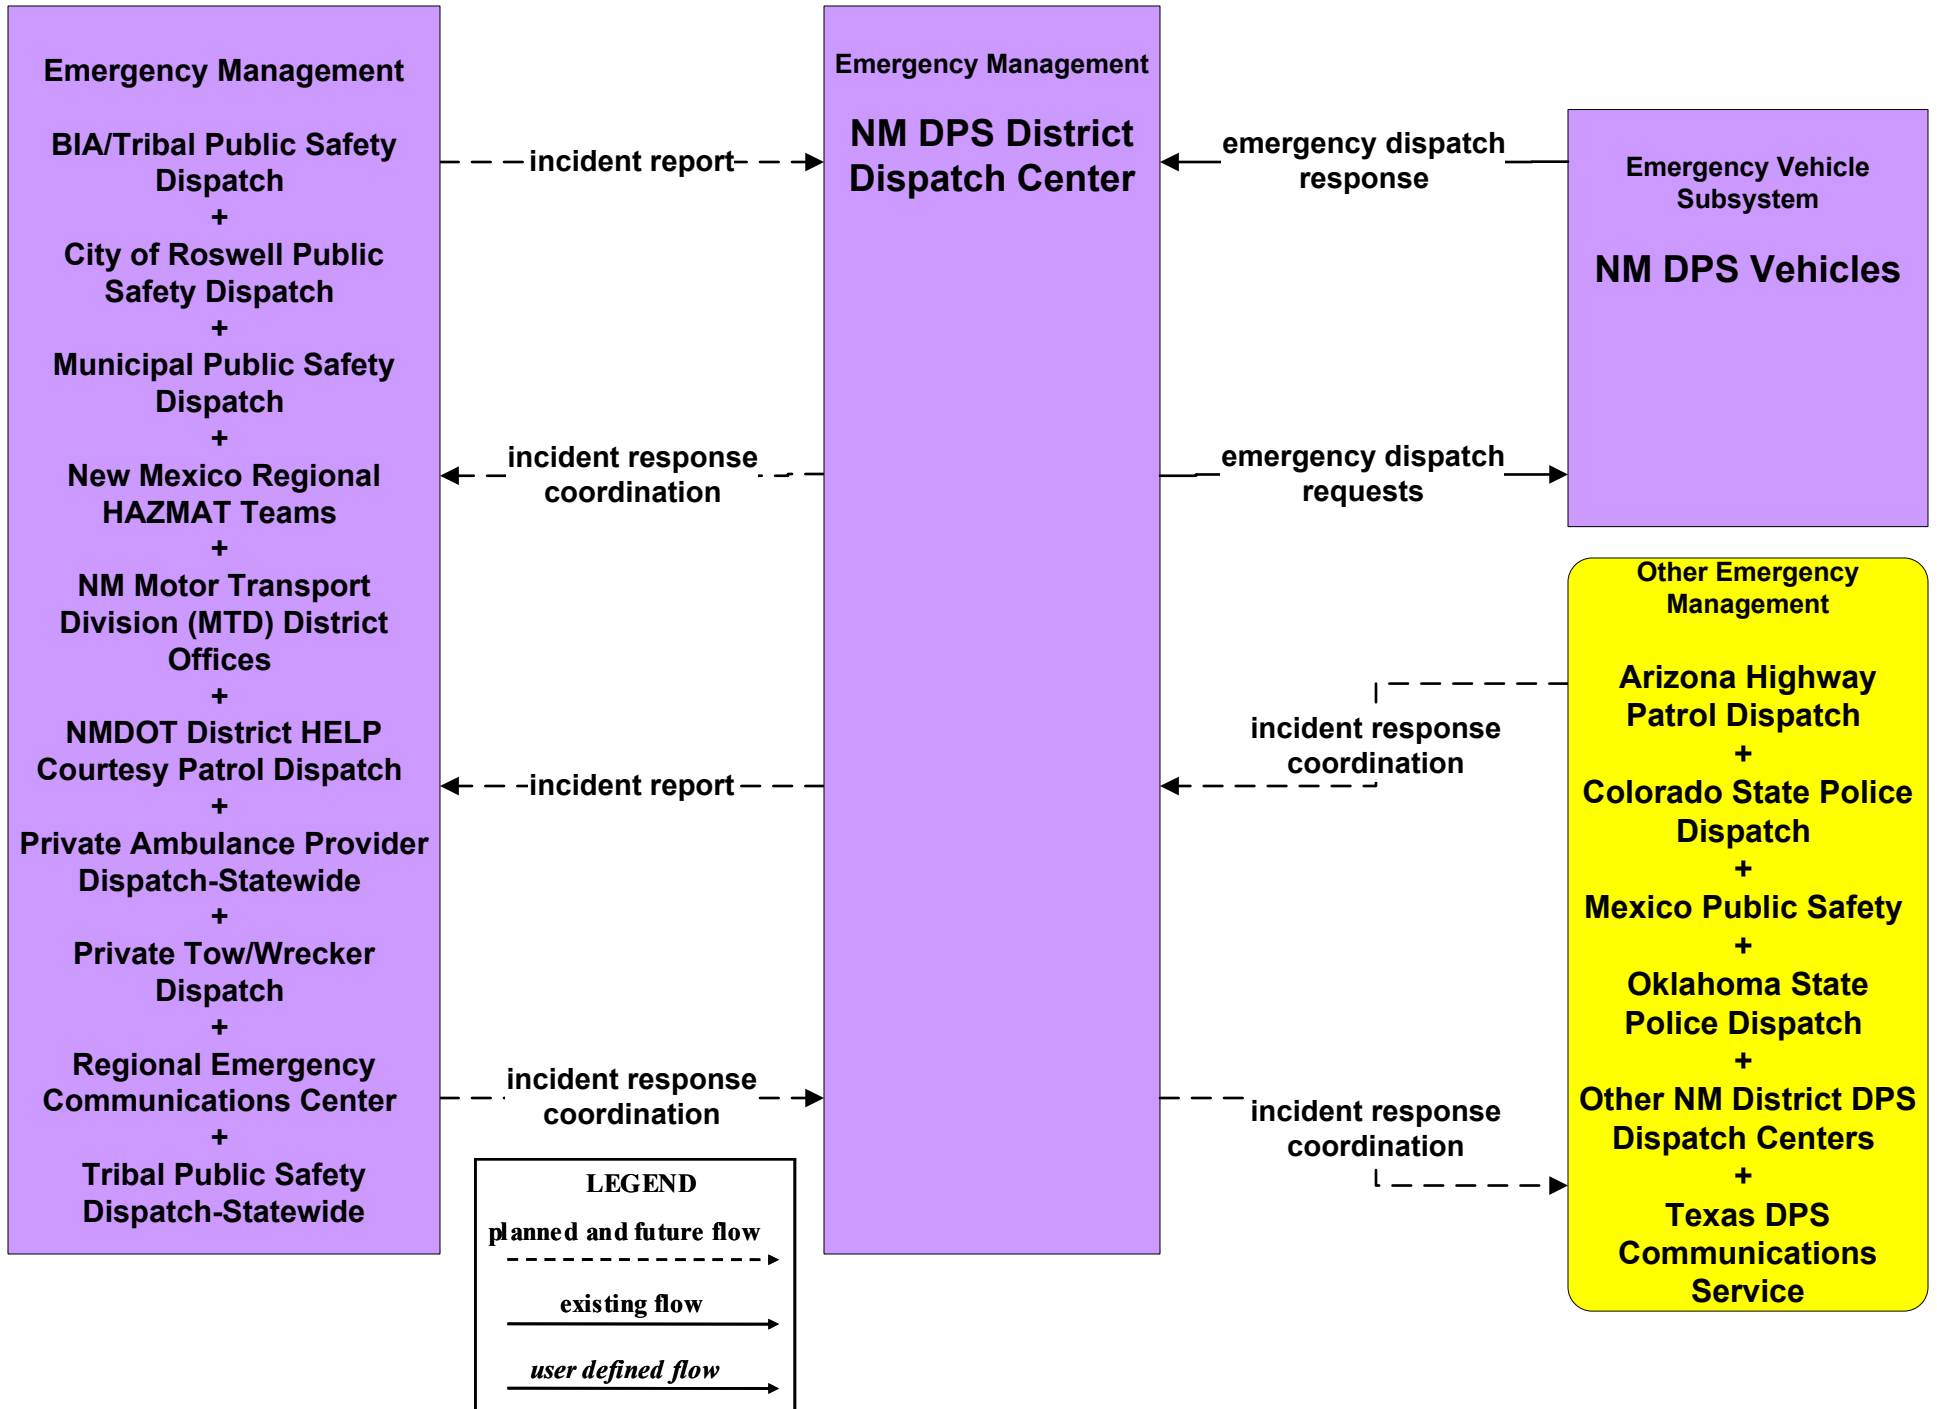 Emergency Management
BIA/Tribal Public Safety
Dispatch
+
City of Roswell Public
Safety Dispatch
+
Municipal Public Safety
Dispatch
+
New Mexico Regional
HAZMAT Teams
+
NM Motor Transport
Division (MTD) District
Offices
+
NMDOT District HELP
Courtesy Patrol Dispatch
+
Private Ambulance Provider
Dispatch-Statewide
+
Private Tow/Wrecker
Dispatch
+
Regional Emergency
Communications Center
+
Tribal Public Safety
Dispatch-Statewide
incident report
incident response
coordination
incident report
incident response
coordination
LEGEND
planned and future flow
existing flow
user defined flow
Emergency Management
NM DPS District
Dispatch Center
emergency dispatch
response
emergency dispatch
requests
incident response
coordination
incident response
coordination
Emergency Vehicle
Subsystem
NM DPS Vehicles
Other Emergency
Management
Arizona Highway
Patrol Dispatch
+
Colorado State Police
Dispatch
+
Mexico Public Safety
+
Oklahoma State
Police Dispatch
+
Other NM District DPS
Dispatch Centers
+
Texas DPS
Communications
Service